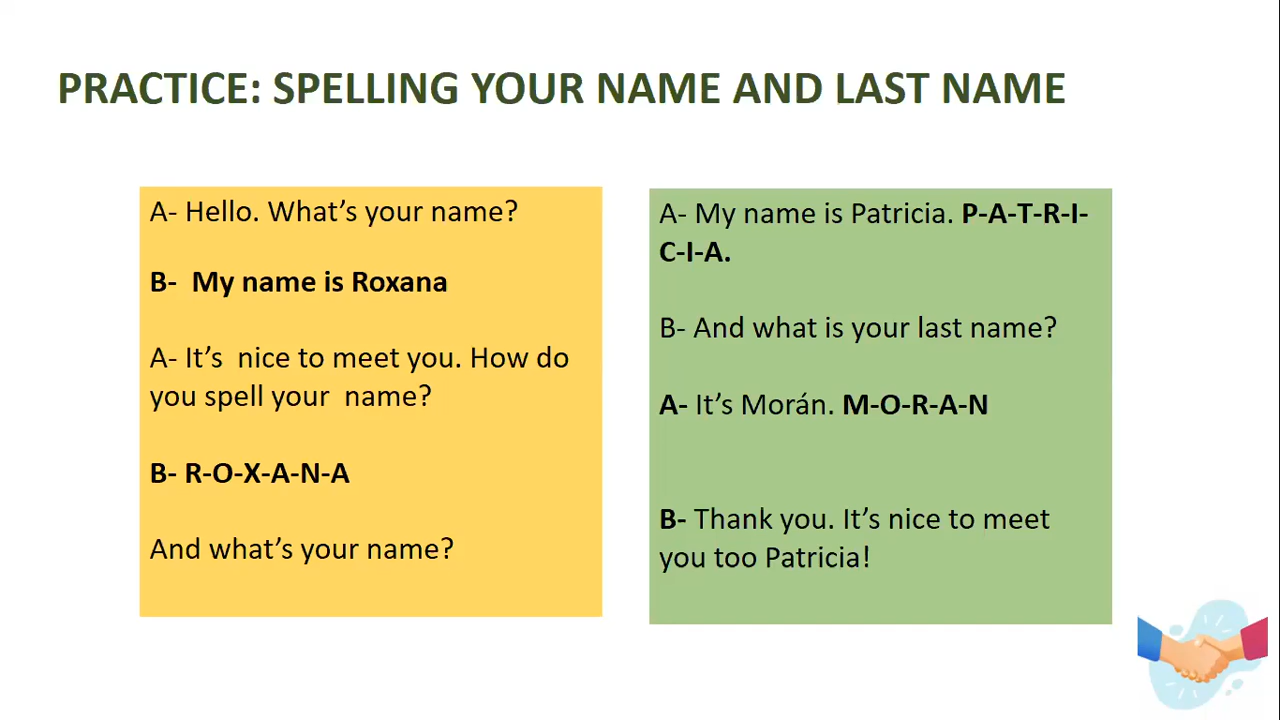 PRACTICE: SPELLING YOUR NAME AND LAST NAME
A- Hello. What’s your name?
B- My name is Roxana
A- It’s nice to meet you. How do
you spell your name?
B- R-O-X-A-N-A
And what’s your name?
A- My name is Patricia. P-A-T-R-I-
C-I-A.
B- And what is your last name?
A- It’s Morán. M-O-R-A-N
B- Thank you. It’s nice to meet
you too Patricia!